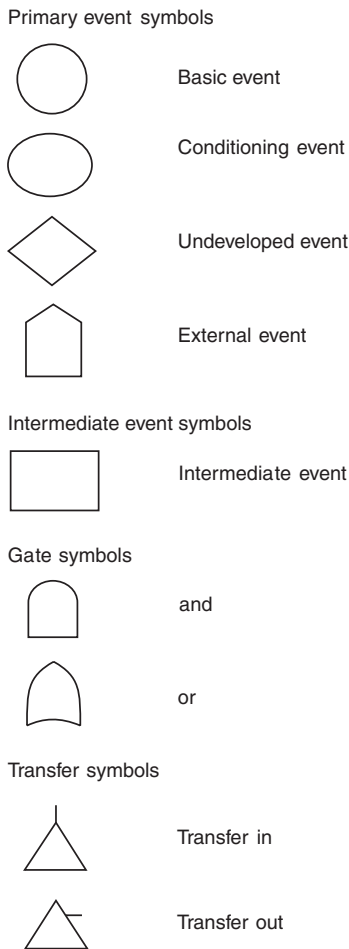 Primary event symbols
Basic event
Conditioning event
Undeveloped event
External event
Intermediate event symbols
Intermediate event
Gate symbols
and
or
Transfer symbols
Transfer in
Transfer out